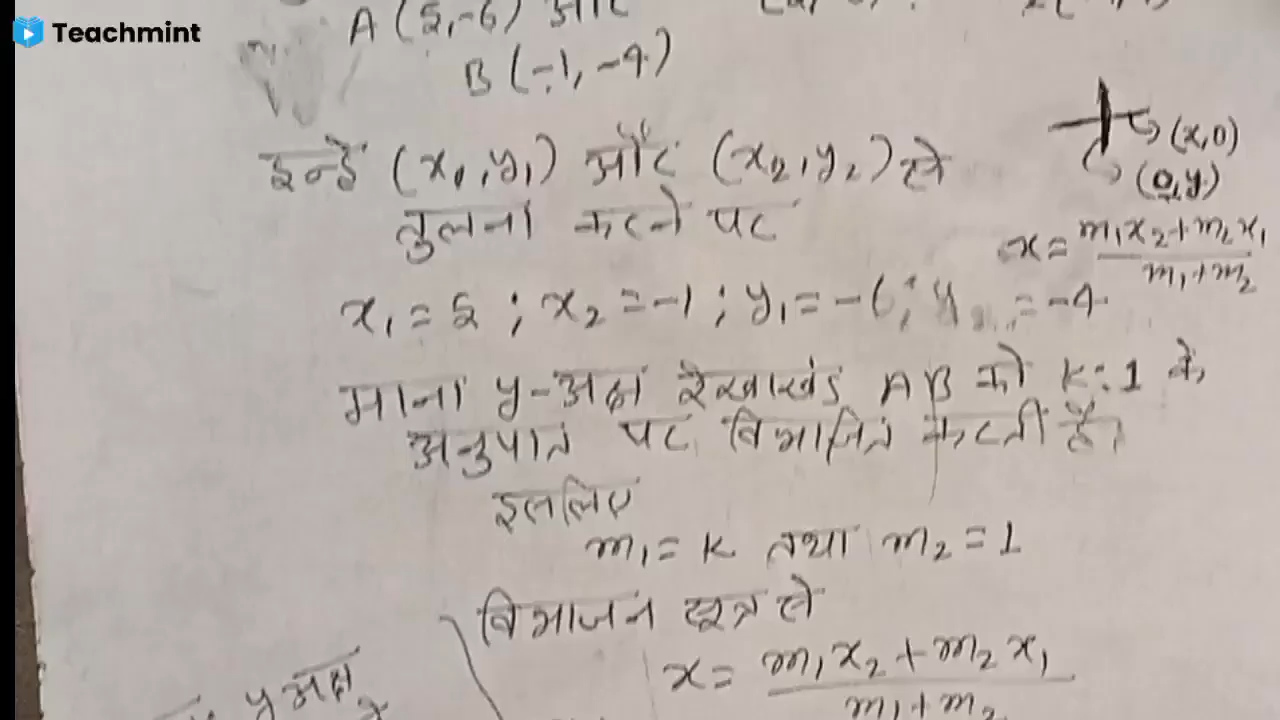 Teachmint
A (5,-6) और
B (-1, -4)
इन्हें (x₁, y₁) और (x₂, y₂) से
तुलना करने पर
(x,0)
(0,y)
x = m₁x₂+m₂x₁
m₁+m₂
x₁ = 5 ; x₂ = -1 ; y₁ = -6 ; y₂ = -4
माना y-अक्ष रेखाखंड AB को K:1 के
अनुपात पर विभाजित करती है।
इसलिए
m₁ = K तथा m₂ = 1
विभाजन सूत्र से
x = m₁x₂ + m₂x₁
m₁+m₂
y अक्ष